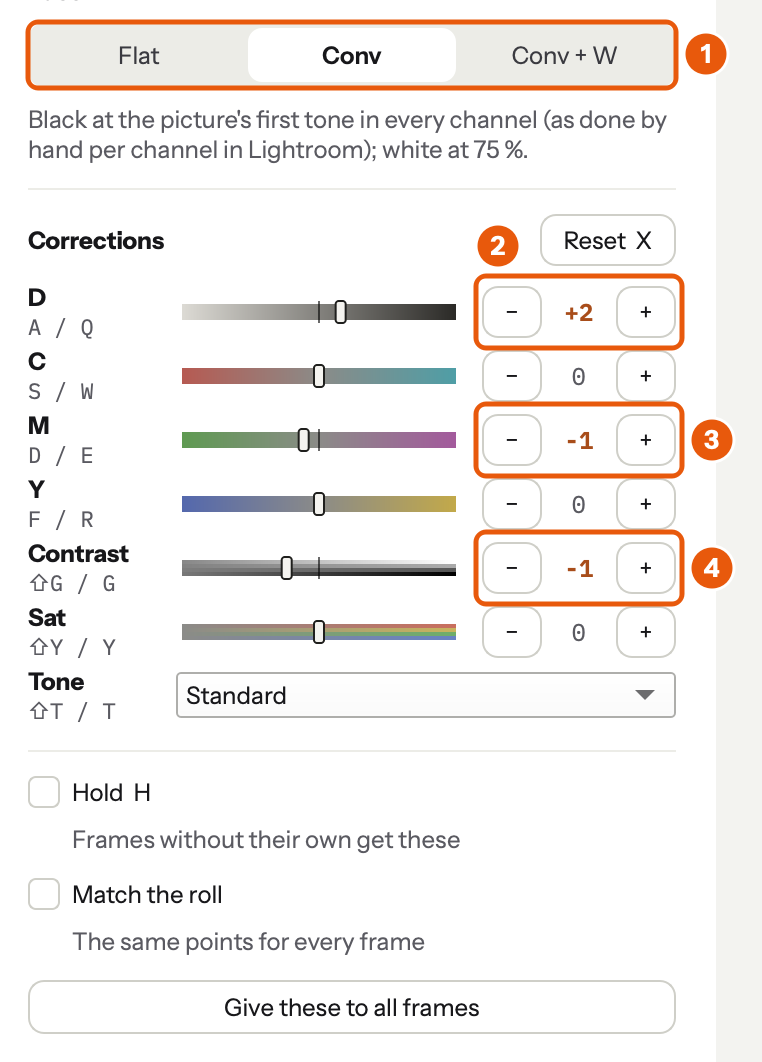 Flat Conv Conv + W 1
Black at the picture's first tone in every channel (as done by
hand per channel in Lightroom); white at 75 %.
Corrections 2 Reset X
D
A / Q − +2 +
C
S / W − 0 +
M
D / E − -1 + 3
Y
F / R − 0 +
Contrast
⇧G / G − -1 + 4
Sat
⇧Y / Y − 0 +
Tone
⇧T / T Standard
Hold H
Frames without their own get these
Match the roll
The same points for every frame
Give these to all frames